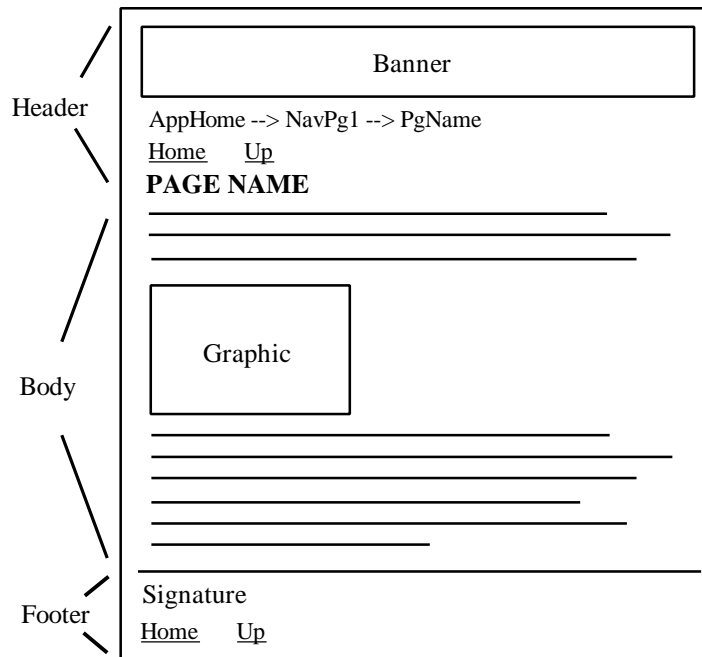 Banner
Header
AppHome --> NavPg1 --> PgName
Home Up
PAGE NAME
Graphic
Body
Signature
Footer
Home Up